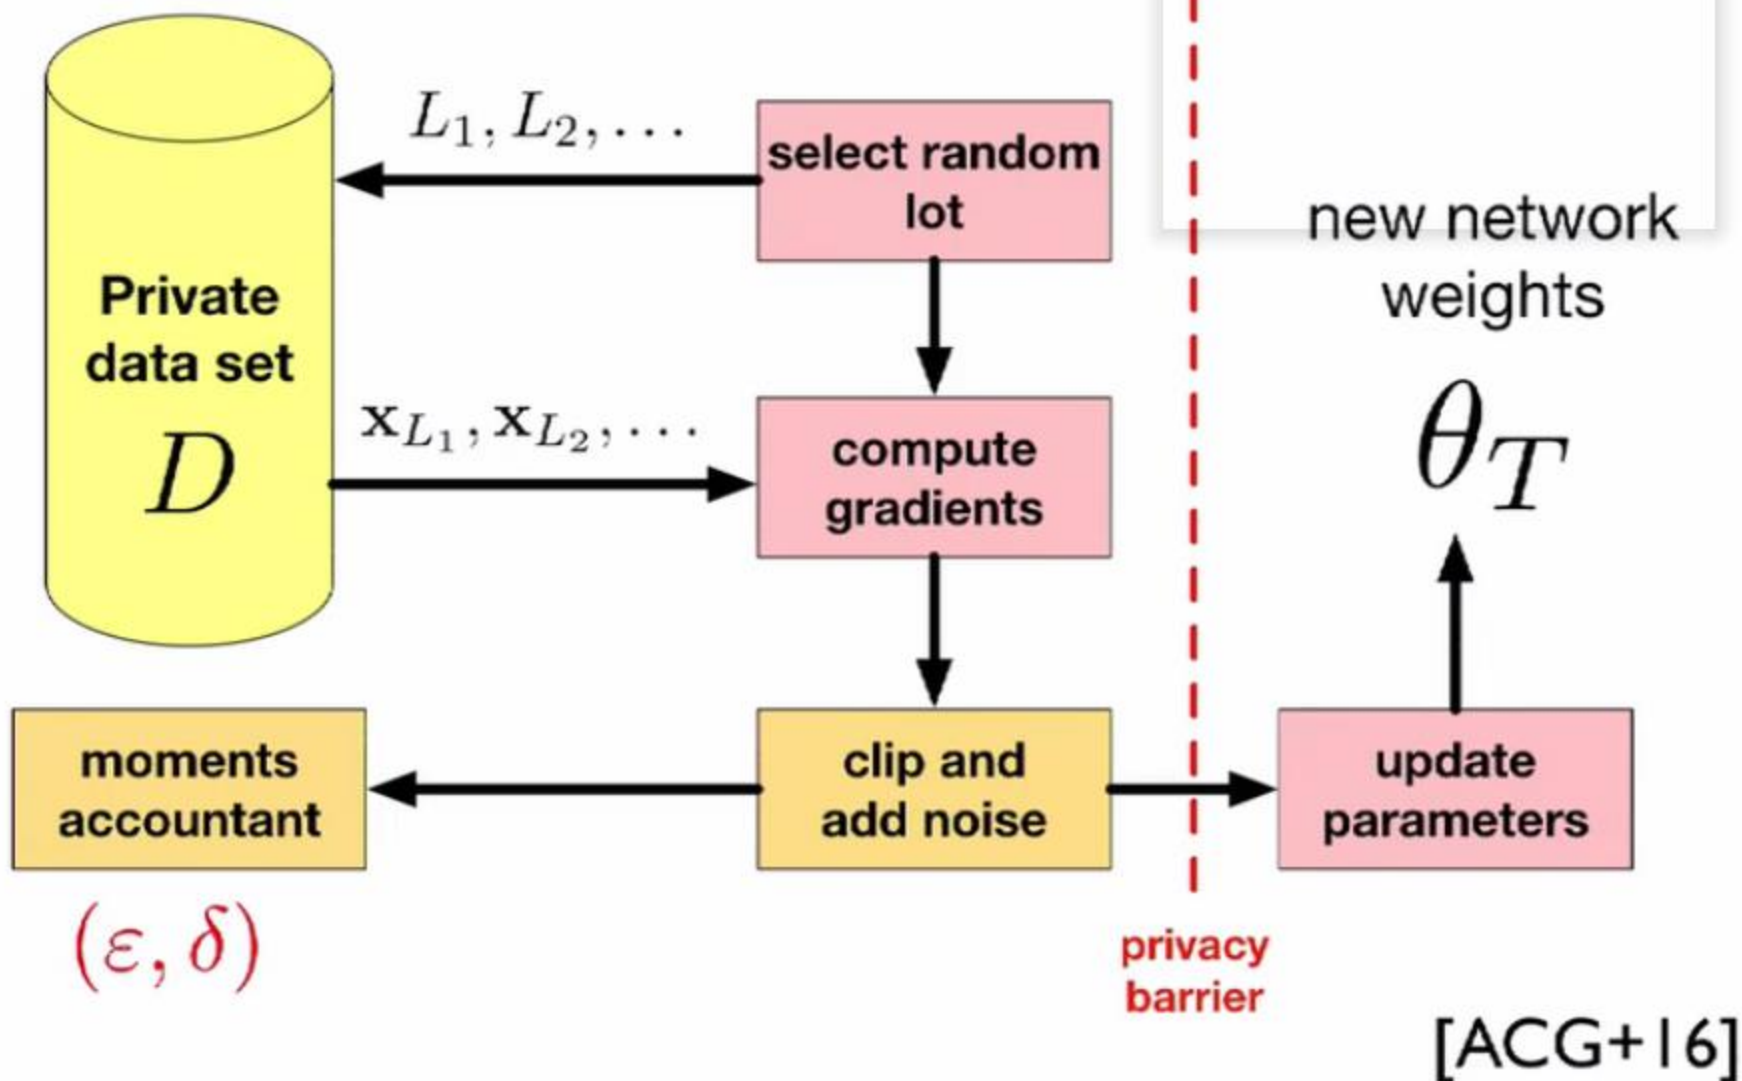 L₁, L₂, . . .
select random
lot
new network
weights
Private
data set
D
x_{L₁}, x_{L₂}, . . .
compute
gradients
θ_T
moments
accountant
clip and
add noise
update
parameters
(ε, δ)
privacy
barrier
[ACG+16]